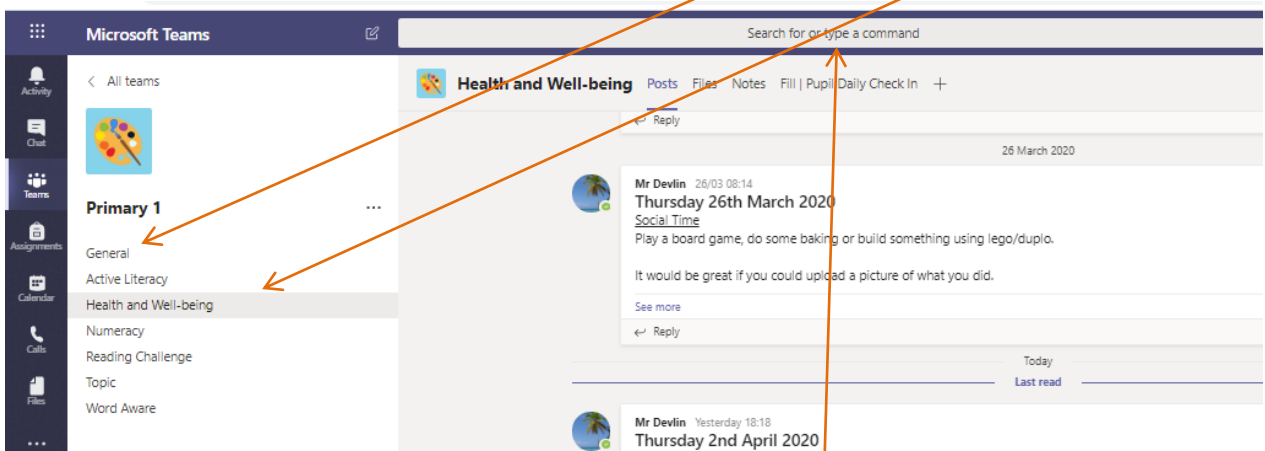 Microsoft Teams
Search for or type a command
Activity
Chat
Teams
Assignments
Calendar
Calls
Files
...
< All teams
Primary 1
...
General
Active Literacy
Health and Well-being
Numeracy
Reading Challenge
Topic
Word Aware
Health and Well-being Posts Files Notes Fill | Pupil Daily Check In +
Reply
26 March 2020
Mr Devlin 26/03 08:14
Thursday 26th March 2020
Social Time
Play a board game, do some baking or build something using lego/duplo.
It would be great if you could upload a picture of what you did.
See more
Reply
Today
Last read
Mr Devlin Yesterday 18:18
Thursday 2nd April 2020